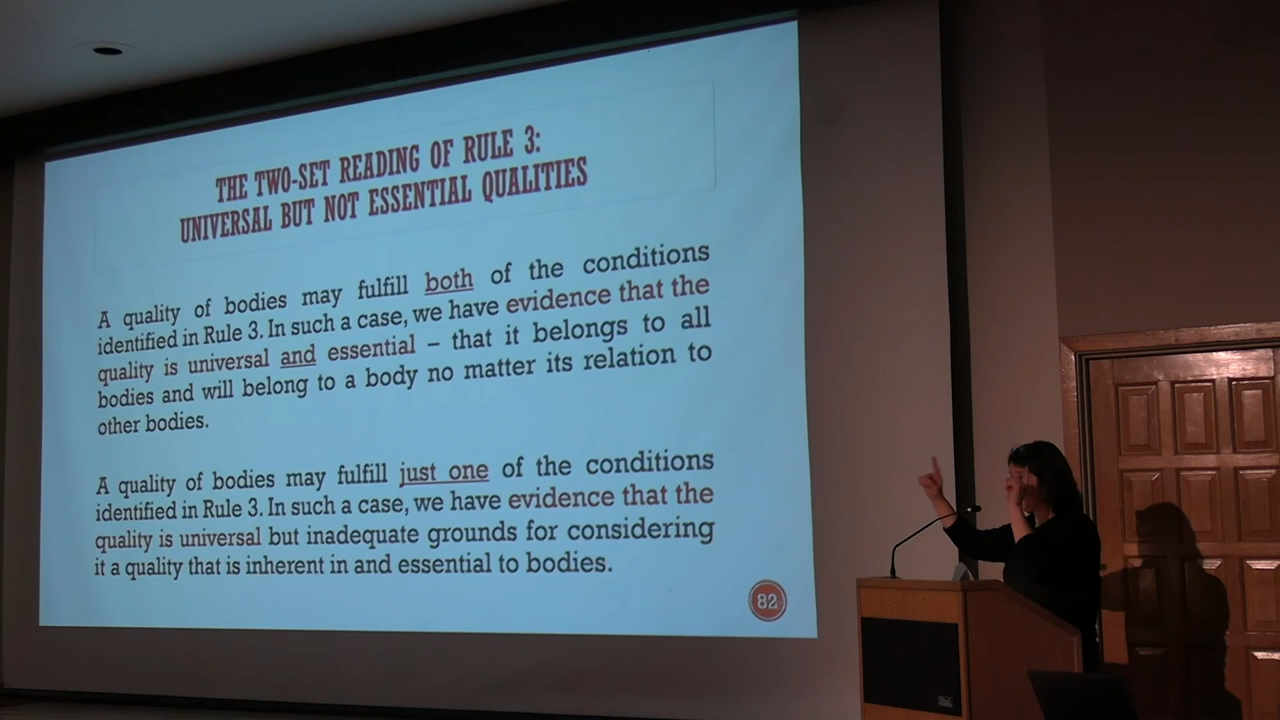 THE TWO-SET READING OF RULE 3:
UNIVERSAL BUT NOT ESSENTIAL QUALITIES
A quality of bodies may fulfill both of the conditions
identified in Rule 3. In such a case, we have evidence that the
quality is universal and essential – that it belongs to all
bodies and will belong to a body no matter its relation to
other bodies.
A quality of bodies may fulfill just one of the conditions
identified in Rule 3. In such a case, we have evidence that the
quality is universal but inadequate grounds for considering
it a quality that is inherent in and essential to bodies.
82